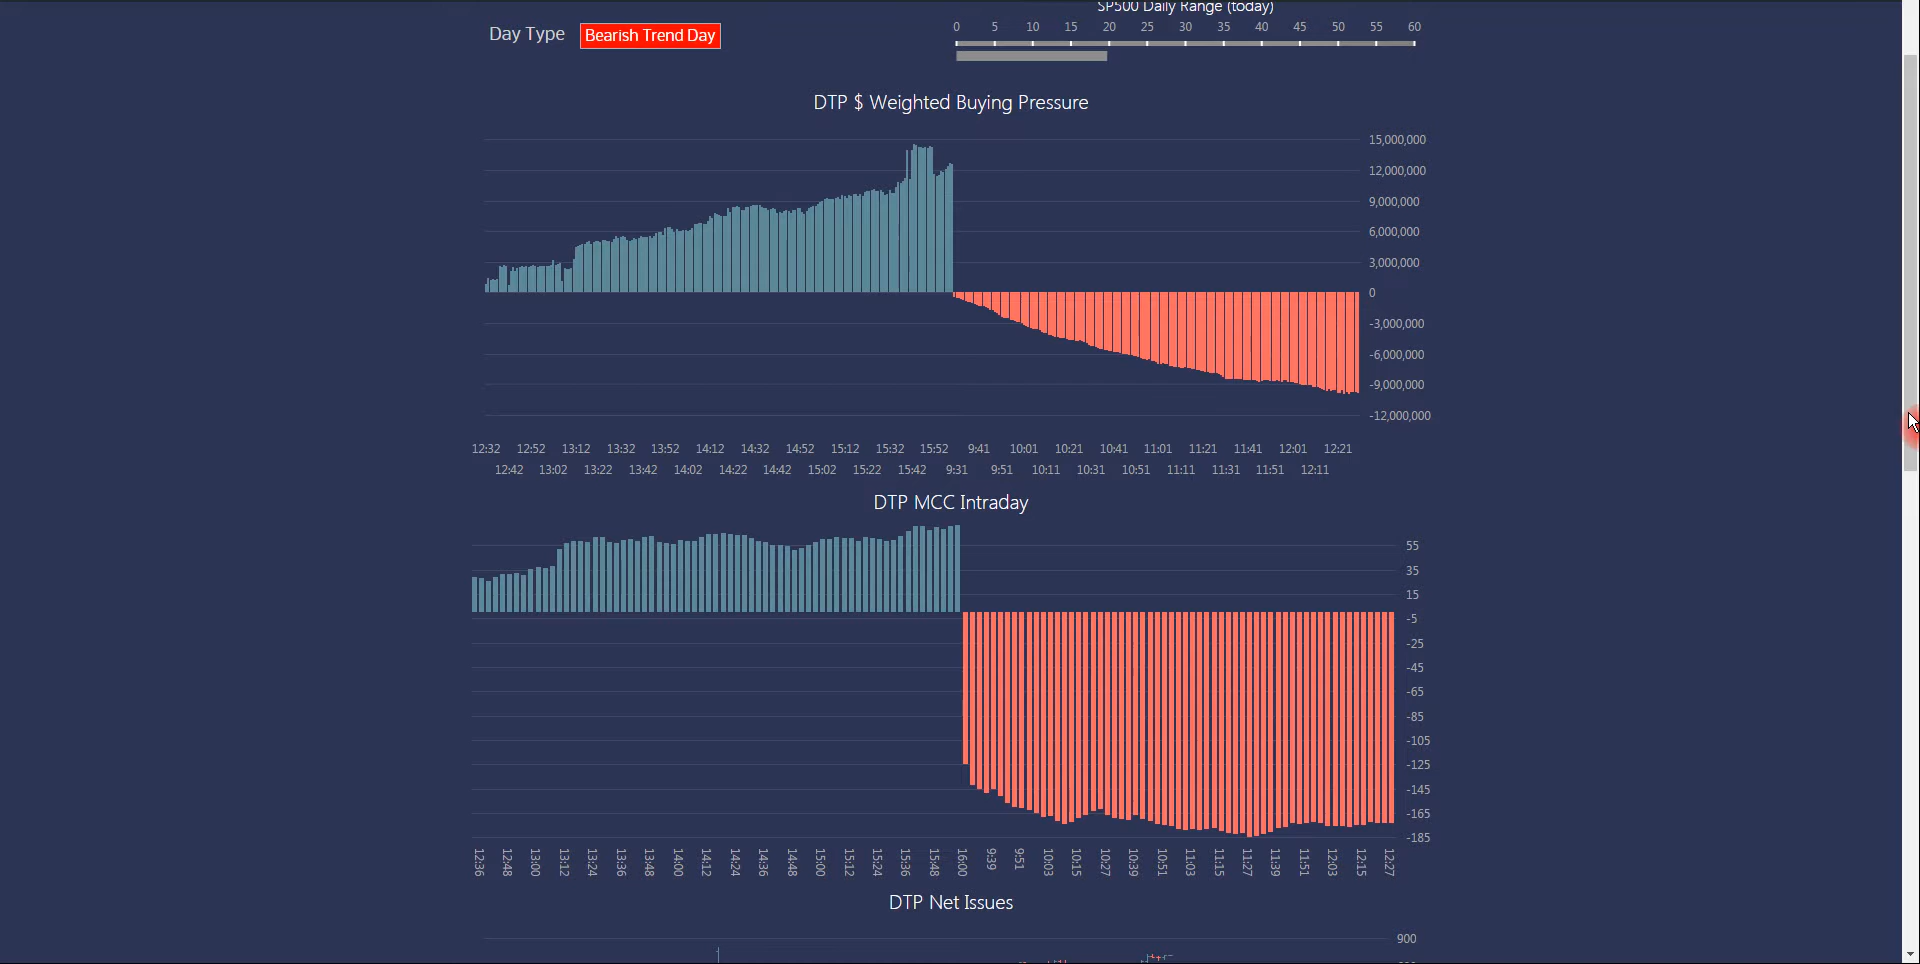 SP500 Daily Range (today)
Day Type Bearish Trend Day
0 5 10 15 20 25 30 35 40 45 50 55 60
DTP $ Weighted Buying Pressure
15,000,000
12,000,000
9,000,000
6,000,000
3,000,000
0
-3,000,000
-6,000,000
-9,000,000
-12,000,000
12:32 12:52 13:12 13:32 13:52 14:12 14:32 14:52 15:12 15:32 15:52 9:41 10:01 10:21 10:41 11:01 11:21 11:41 12:01 12:21
12:42 13:02 13:22 13:42 14:02 14:22 14:42 15:02 15:22 15:42 9:31 9:51 10:11 10:31 10:51 11:11 11:31 11:51 12:11
DTP MCC Intraday
55
35
15
-5
-25
-45
-65
-85
-105
-125
-145
-165
-185
12:36 12:48 13:00 13:12 13:24 13:36 13:48 14:00 14:12 14:24 14:36 14:48 15:00 15:12 15:24 15:36 15:48 16:00 9:39 9:51 10:03 10:15 10:27 10:39 10:51 11:03 11:15 11:27 11:39 11:51 12:03 12:15 12:27
DTP Net Issues
900